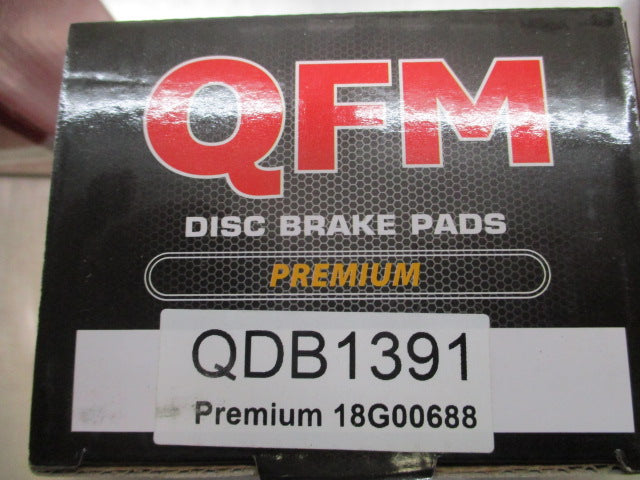 QFM
DISC BRAKE PADS
PREMIUM
QDB1391
Premium 18G00688